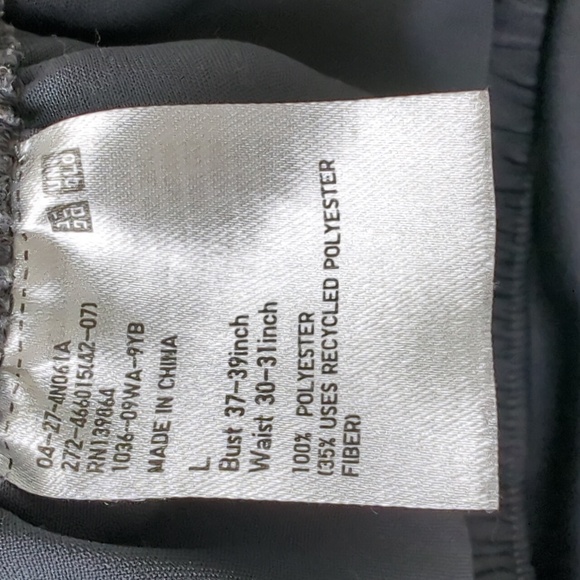 UNI
QLO
04-27-4N061A
272-466015(42-07)
RN139864
1036-09WA-9YB
MADE IN CHINA
L
Bust 37-39inch
Waist 30-31inch
100% POLYESTER
(35% USES RECYCLED POLYESTER
FIBER)